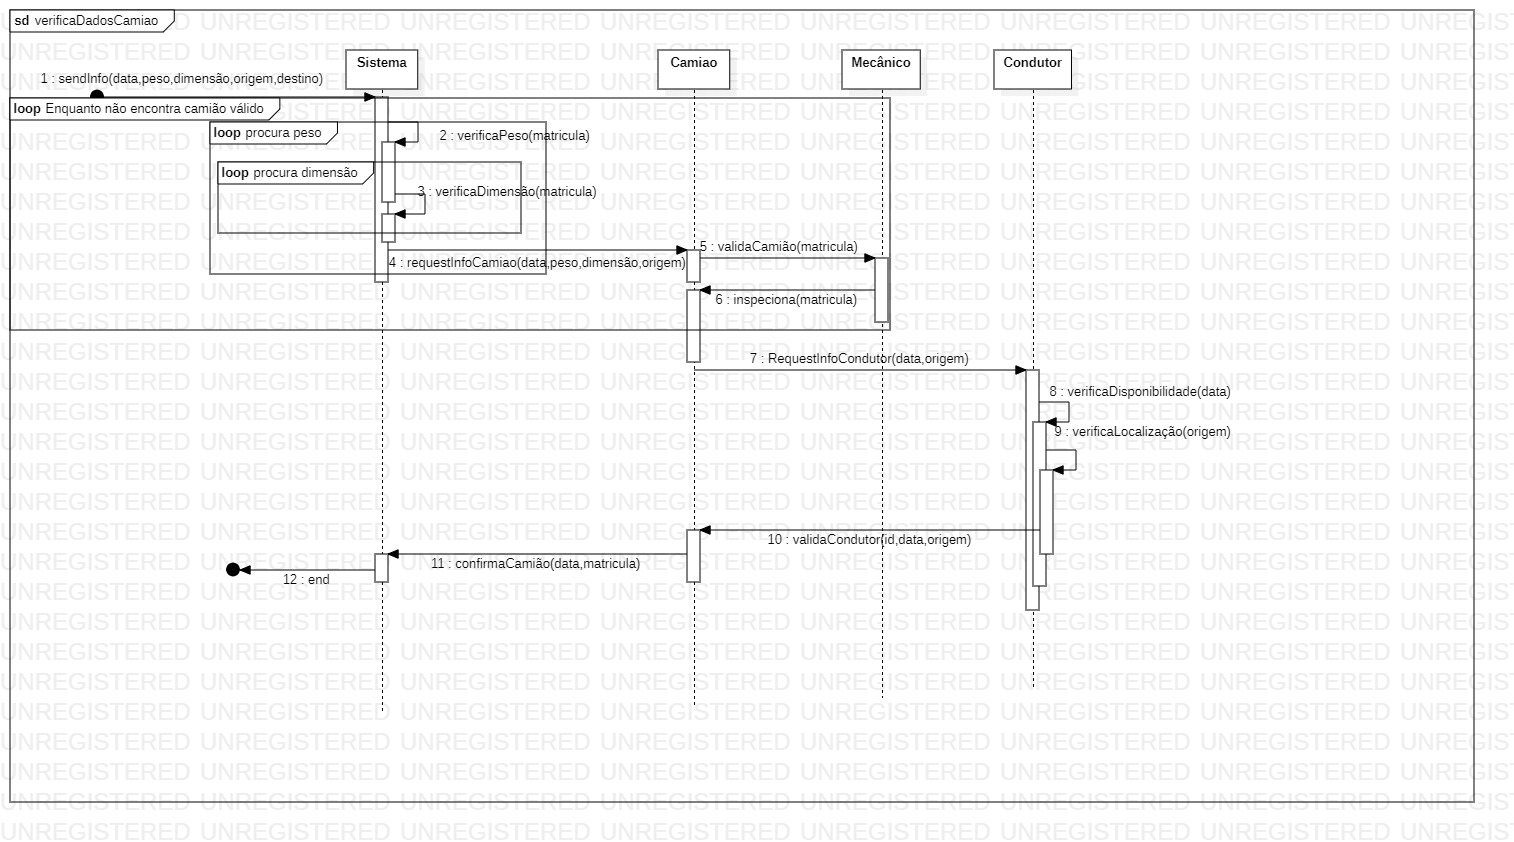 sd verificaDadosCamiao
Sistema
Camiao
Mecânico
Condutor
1 : sendInfo(data,peso,dimensão,origem,destino)
loop Enquanto não encontra camião válido
loop procura peso
2 : verificaPeso(matricula)
loop procura dimensão
3 : verificaDimensão(matricula)
5 : validaCamião(matricula)
4 : requestInfoCamiao(data,peso,dimensão,origem)
6 : inspeciona(matricula)
7 : RequestInfoCondutor(data,origem)
8 : verificaDisponibilidade(data)
9 : verificaLocalização(origem)
10 : validaCondutor(id,data,origem)
11 : confirmaCamião(data,matricula)
12 : end
UNREGISTERED